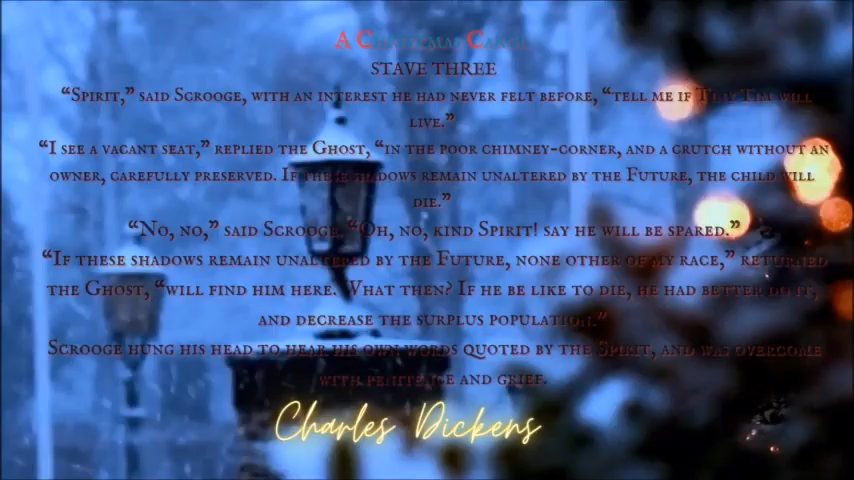 A Christmas Carol
STAVE THREE
“Spirit,” said Scrooge, with an interest he had never felt before, “tell me if Tiny Tim will
live.”
“I see a vacant seat,” replied the Ghost, “in the poor chimney-corner, and a crutch without an
owner, carefully preserved. If these shadows remain unaltered by the Future, the child will
die.”
“No, no,” said Scrooge. “Oh, no, kind Spirit! say he will be spared.”
“If these shadows remain unaltered by the Future, none other of my race,” returned
the Ghost, “will find him here. What then? If he be like to die, he had better do it,
and decrease the surplus population.”
Scrooge hung his head to hear his own words quoted by the Spirit, and was overcome
with penitence and grief.
Charles Dickens